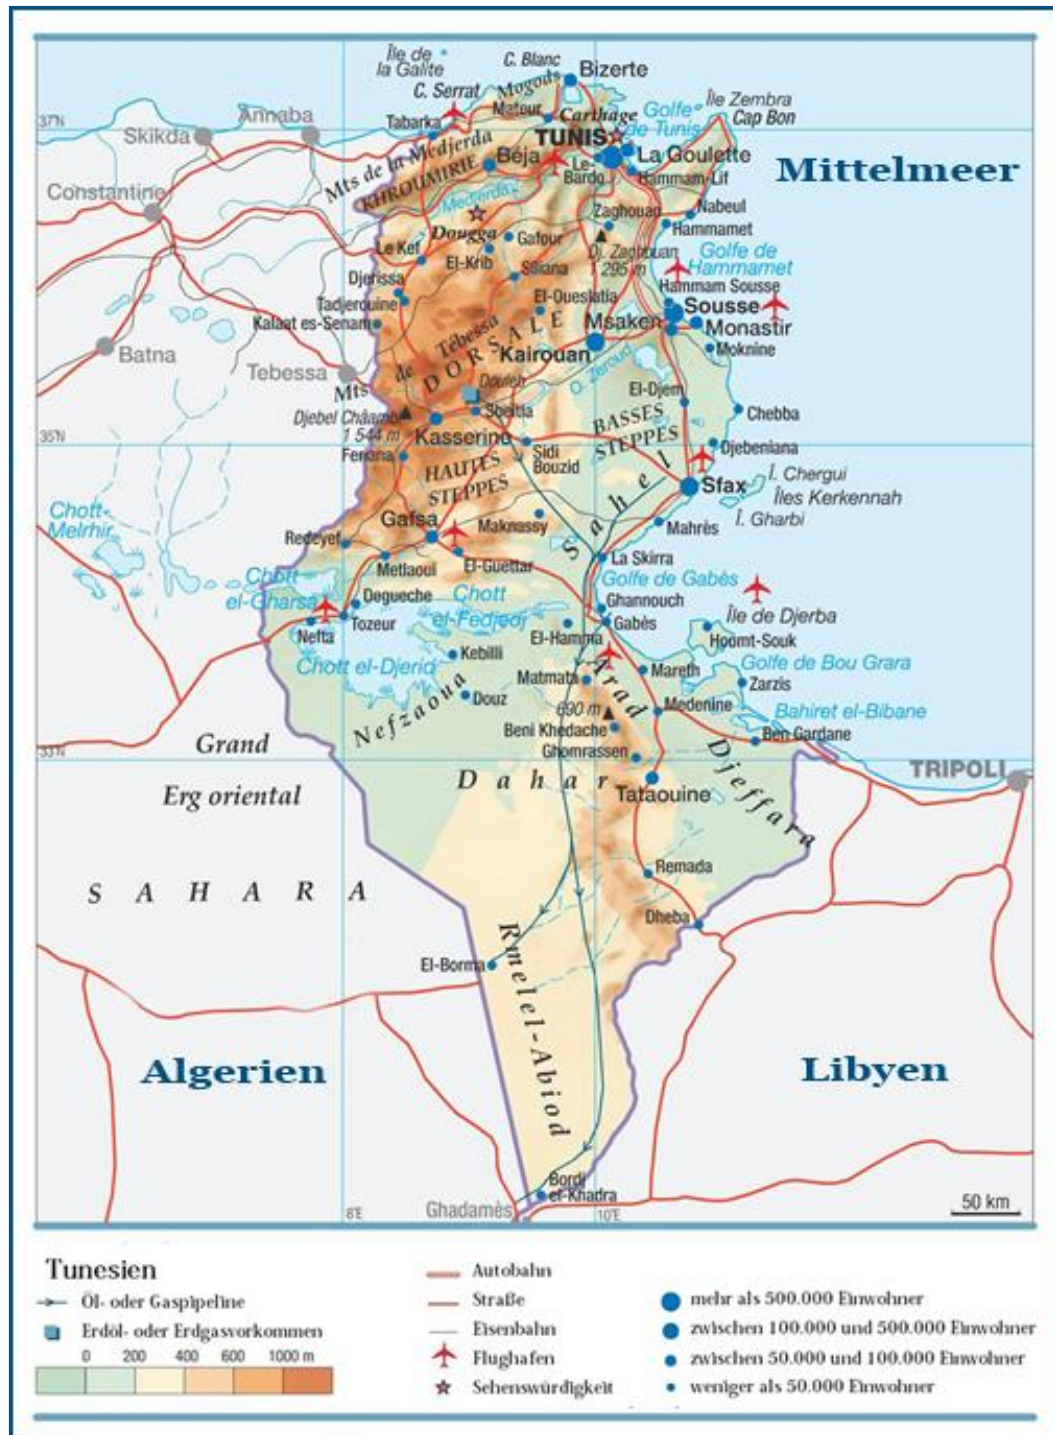 Île de
la Galite
C. Blanc
Bizerte
C. Serrat
Mogods
Île Zembra
Cap Bon
Golfe
de Tunis
37°N
Annaba
Skikda
Tabarka
Mateur
Carthage
TUNIS
La Goulette
Mittelmeer
Mts de la Medjerda
KHROUMIRIE
Béja
Le-
Bardo
Hammam-Lif
Constantine
Medjerda
Zaghouan
Nabeul
Hammamet
Dougga
Gafour
Le Kef
El-Krib
Dj. Zaghouan
1 295 m
Golfe de
Hammamet
Djerissa
Siliana
Hammam Sousse
Tadjerouine
El-Oueslatia
Sousse
Kalaat es-Senam
Msaken
Monastir
Batna
Mts de Tébessa
DORSALE
Kairouan
Moknine
Tebessa
O. Zeroud
Douleb
El-Djem
Djebel Châambi
1 544 m
Sbeïtla
Chebba
BASSES
STEPPES
35°N
Kasserine
Sidi
Bouzid
Djebeniana
Feriana
HAUTES
STEPPES
Sahel
Sfax
Î. Chergui
Îles Kerkennah
Î. Gharbi
Chott-
Melrhir
Gafsa
Maknassy
Mahrès
Redeyef
Metlaoui
El-Guettar
La Skirra
Chott
el-Gharsa
Degueche
Chott
el-Fedjedj
Golfe de Gabès
Ghannouch
Île de Djerba
Nefta
Tozeur
El-Hamma
Gabès
Houmt-Souk
Chott el-Djerid
Kebilli
Mareth
Golfe de Bou Grara
Matmata
Arad
Zarzis
Nefzaoua
Douz
690 m
Medenine
Bahiret el-Bibane
Beni Khedache
Ben Gardane
33°N
Grand
Erg oriental
Ghomrassen
Djeffara
Dahar
Tataouine
TRIPOLI
SAHARA
Remada
Dheba
El-Borma
Rmelel-Abiod
Algerien
Libyen
Bordj
el-Khadra
Ghadamès
8°E
10°E
50 km
Tunesien
Öl- oder Gaspipeline
Erdöl- oder Erdgasvorkommen
0 200 400 600 1000 m
Autobahn
Straße
Eisenbahn
Flughafen
Sehenswürdigkeit
mehr als 500.000 Einwohner
zwischen 100.000 und 500.000 Einwohner
zwischen 50.000 und 100.000 Einwohner
weniger als 50.000 Einwohner